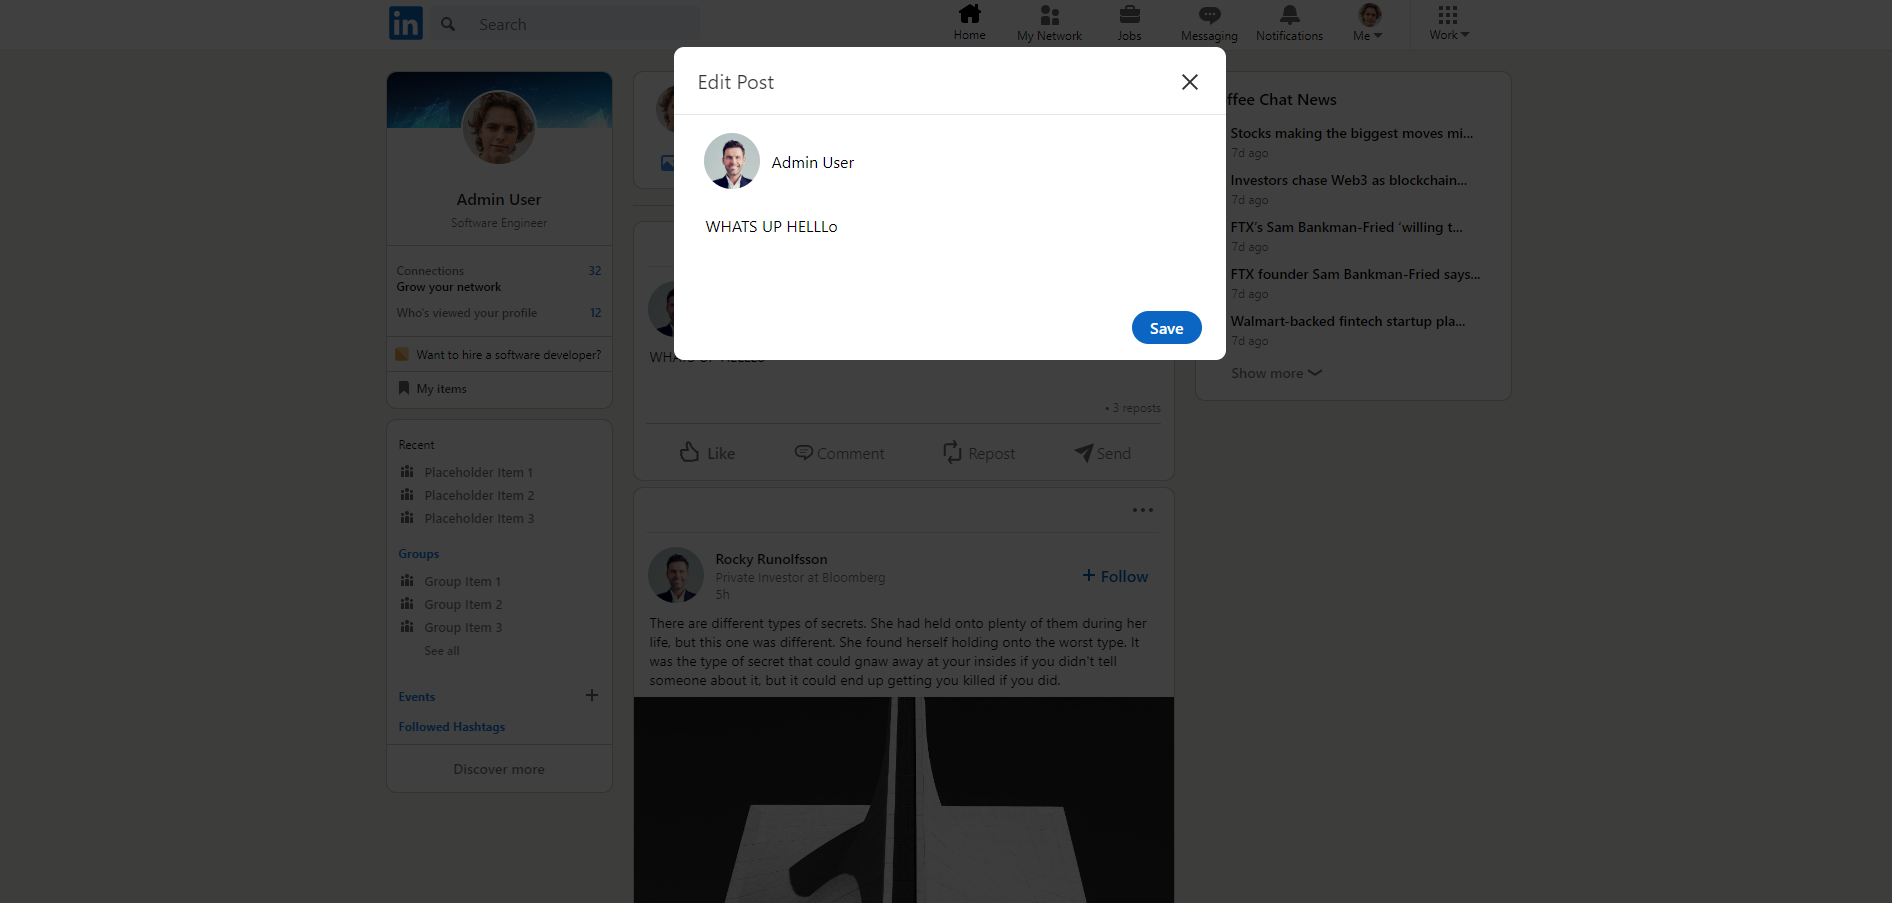 in
Search
Home
My Network
Jobs
Messaging
Notifications
Me
Work
Edit Post
Admin User
WHATS UP HELLLo
Save
Admin User
Software Engineer
Connections 32
Grow your network
Who's viewed your profile 12
Want to hire a software developer?
My items
Recent
Placeholder Item 1
Placeholder Item 2
Placeholder Item 3
Groups
Group Item 1
Group Item 2
Group Item 3
See all
Events
Followed Hashtags
Discover more
• 3 reposts
Like
Comment
Repost
Send
Rocky Runolfsson
Private Investor at Bloomberg
5h
Follow
There are different types of secrets. She had held onto plenty of them during her
life, but this one was different. She found herself holding onto the worst type. It
was the type of secret that could gnaw away at your insides if you didn't tell
someone about it, but it could end up getting you killed if you did.
ffee Chat News
Stocks making the biggest moves mi...
7d ago
Investors chase Web3 as blockchain...
7d ago
FTX's Sam Bankman-Fried ‘willing t...
7d ago
FTX founder Sam Bankman-Fried says...
7d ago
Walmart-backed fintech startup pla...
7d ago
Show more